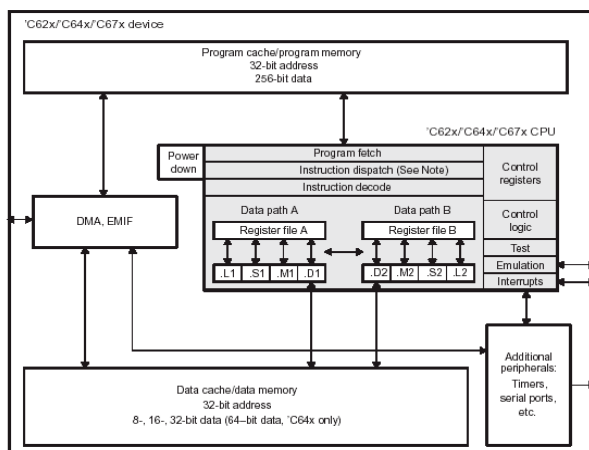 'C62x/'C64x/'C67x device
Program cache/program memory
32-bit address
256-bit data
'C62x/'C64x/'C67x CPU
Power
down
Program fetch
Instruction dispatch (See Note)
Instruction decode
Control
registers
DMA, EMIF
Data path A
Data path B
Register file A
Register file B
.L1 .S1 .M1 .D1
.D2 .M2 .S2 .L2
Control
logic
Test
Emulation
Interrupts
Data cache/data memory
32-bit address
8-, 16-, 32-bit data (64–bit data, 'C64x only)
Additional
peripherals:
Timers,
serial ports,
etc.